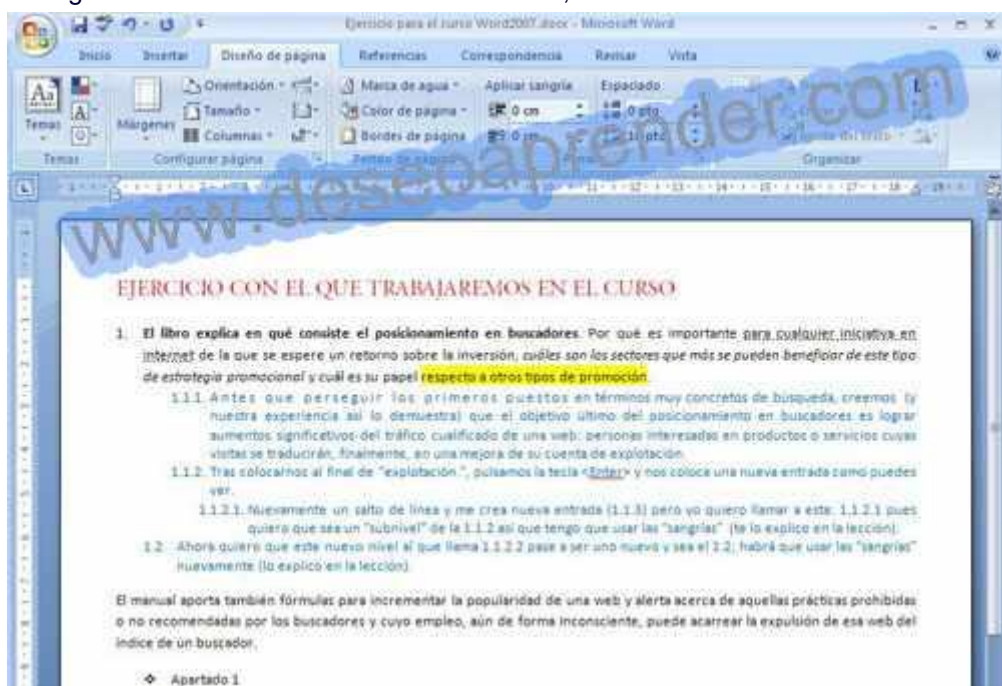 Ejercicio para el curso Word2007.docx - Microsoft Word
Inicio Insertar Diseño de página Referencias Correspondencia Revisar Vista
Aa Orientación Marca de agua Aplicar sangría Espaciado
Temas Márgenes Tamaño Color de página 0 cm 0 pto
Columnas Bordes de página 0 cm 10 pto
Temas Configurar página Organizar
www.deseoaprender.com
EJERCICIO CON EL QUE TRABAJAREMOS EN EL CURSO
1. El libro explica en qué consiste el posicionamiento en buscadores. Por qué es importante para cualquier iniciativa en
internet de la que se espere un retorno sobre la inversión, cuáles son los sectores que más se pueden beneficiar de este tipo
de estrategia promocional y cuál es su papel respecto a otros tipos de promoción.
1.1.1. Antes que perseguir los primeros puestos en términos muy concretos de búsqueda, creemos (y
nuestra experiencia así lo demuestra) que el objetivo último del posicionamiento en buscadores es lograr
aumentos significativos del tráfico cualificado de una web: personas interesadas en productos o servicios cuyas
visitas se traducirán, finalmente, en una mejora de su cuenta de explotación.
1.1.2. Tras colocarnos al final de "explotación.", pulsamos la tecla <Enter> y nos coloca una nueva entrada como puedes
ver.
1.1.2.1. Nuevamente un salto de línea y me crea nueva entrada (1.1.3) pero yo quiero llamar a este: 1.1.2.1 pues
quiero que sea un "subnivel" de la 1.1.2 así que tengo que usar las "sangrías" (te lo explico en la lección).
1.2. Ahora quiero que este nuevo nivel al que llama 1.1.2.2 pase a ser uno nuevo y sea el 1.2; habrá que usar las "sangrías"
nuevamente (lo explico en la lección)
El manual aporta también fórmulas para incrementar la popularidad de una web y alerta acerca de aquellas prácticas prohibidas
o no recomendadas por los buscadores y cuyo empleo, aún de forma inconsciente, puede acarrear la expulsión de esa web del
índice de un buscador.
❖ Apartado 1